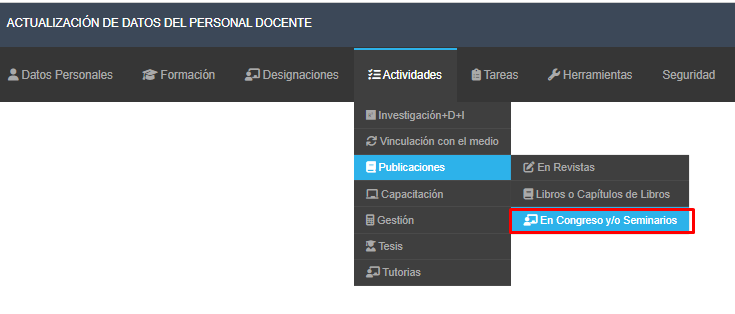 ACTUALIZACIÓN DE DATOS DEL PERSONAL DOCENTE
Datos Personales Formación Designaciones Actividades Tareas Herramientas Seguridad
Investigación+D+I
Vinculación con el medio
Publicaciones En Revistas
Capacitación Libros o Capítulos de Libros
Gestión En Congreso y/o Seminarios
Tesis
Tutorias